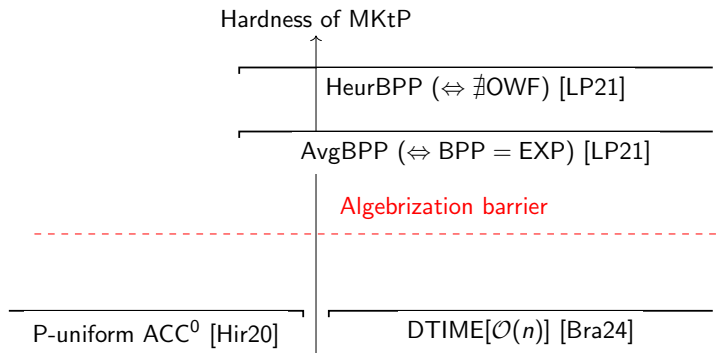 Hardness of MKtP
HeurBPP (⇔ ∄OWF) [LP21]
AvgBPP (⇔ BPP = EXP) [LP21]
Algebrization barrier
P-uniform ACC⁰ [Hir20]
DTIME[𝒪(n)] [Bra24]